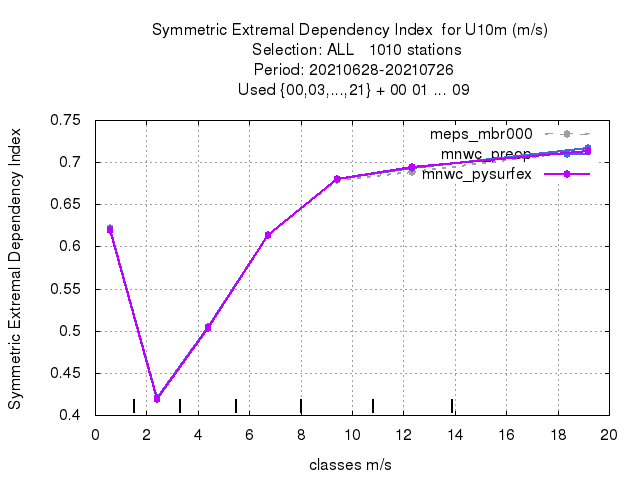 Symmetric Extremal Dependency Index  for U10m (m/s)
Selection: ALL   1010 stations
Period: 20210628-20210726
Used {00,03,...,21} + 00 01 ... 09
Symmetric Extremal Dependency Index
0.75
0.7
0.65
0.6
0.55
0.5
0.45
0.4
meps_mbr000
mnwc_preop
mnwc_pysurfex
0 2 4 6 8 10 12 14 16 18 20
classes m/s